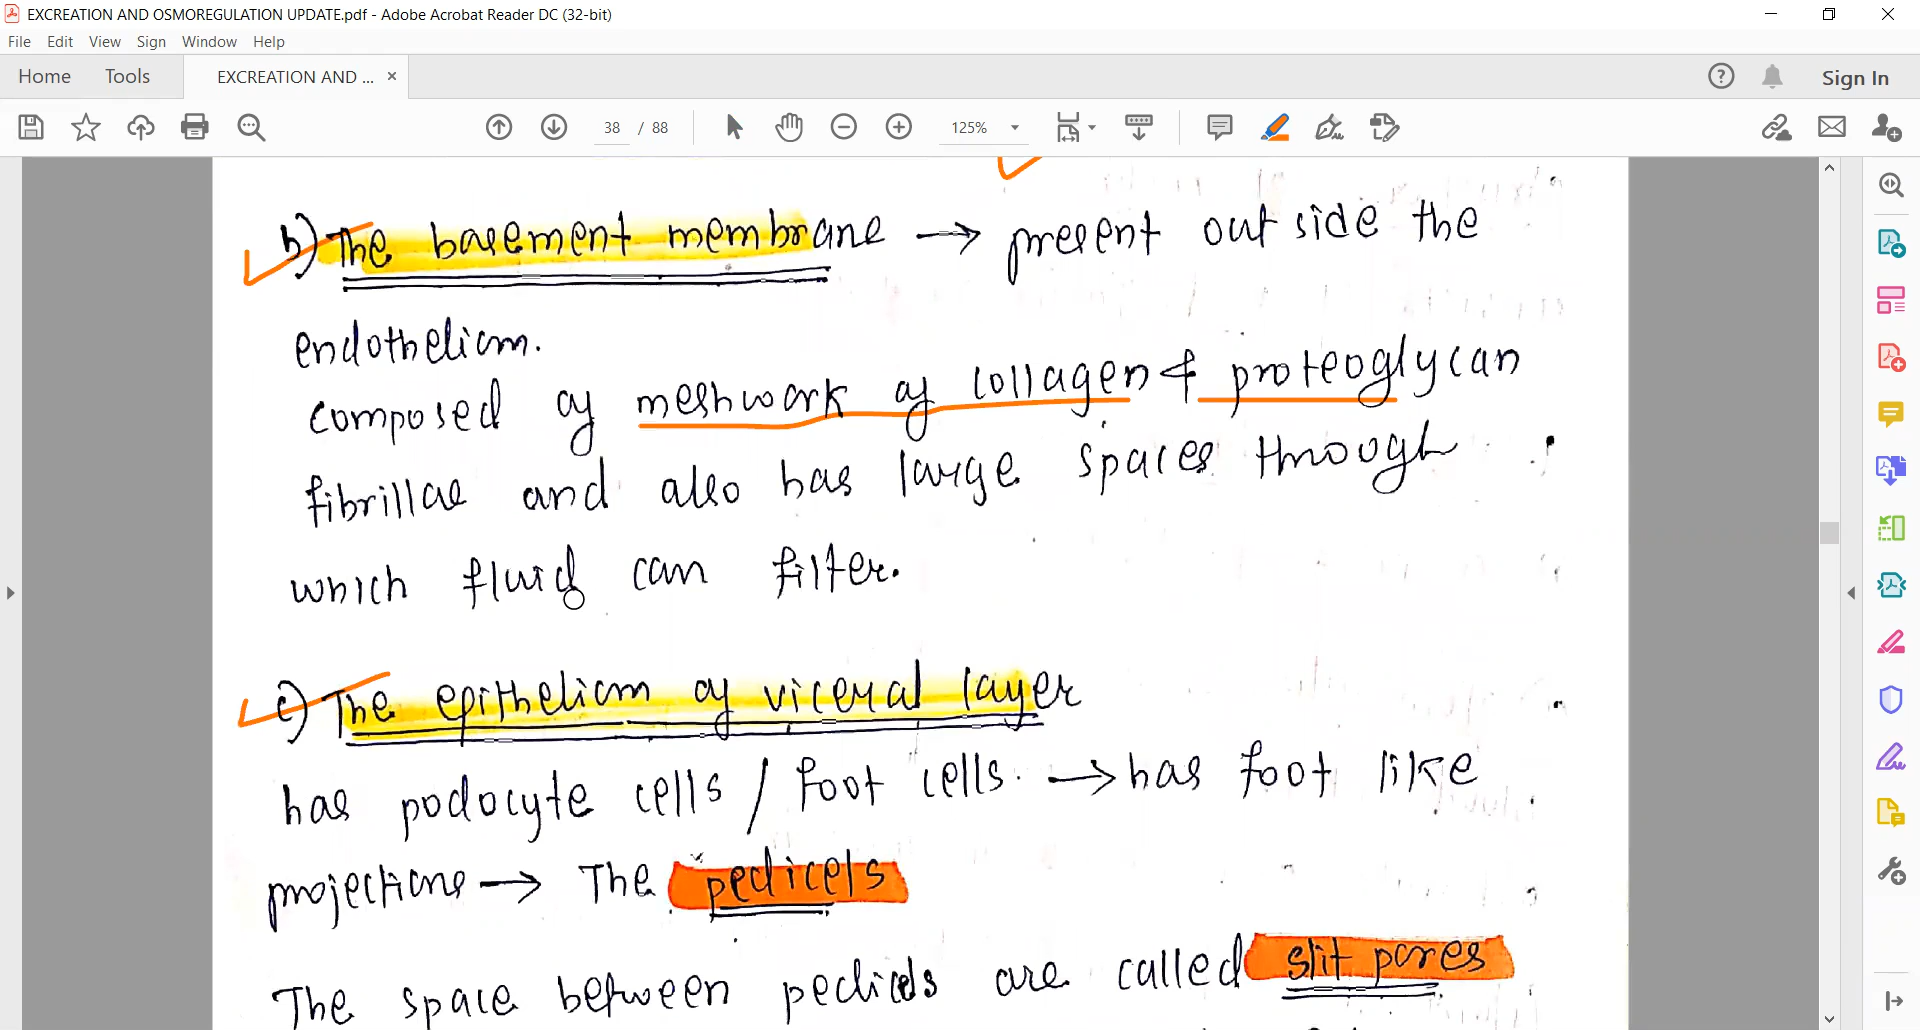 EXCREATION AND OSMOREGULATION UPDATE.pdf - Adobe Acrobat Reader DC (32-bit)
File Edit View Sign Window Help
Home Tools EXCREATION AND ... × Sign In
38 / 88 125%
b) The basement membrane → present out side the
endothelium.
composed of meshwork of collagen & proteoglycan
fibrillae and also has large spaces through
which fluid can filter.
c) The epithelium of viceral layer
has podocyte cells / foot cells. → has foot like
projections → The pedicels
The space between pedicels are called slit pores